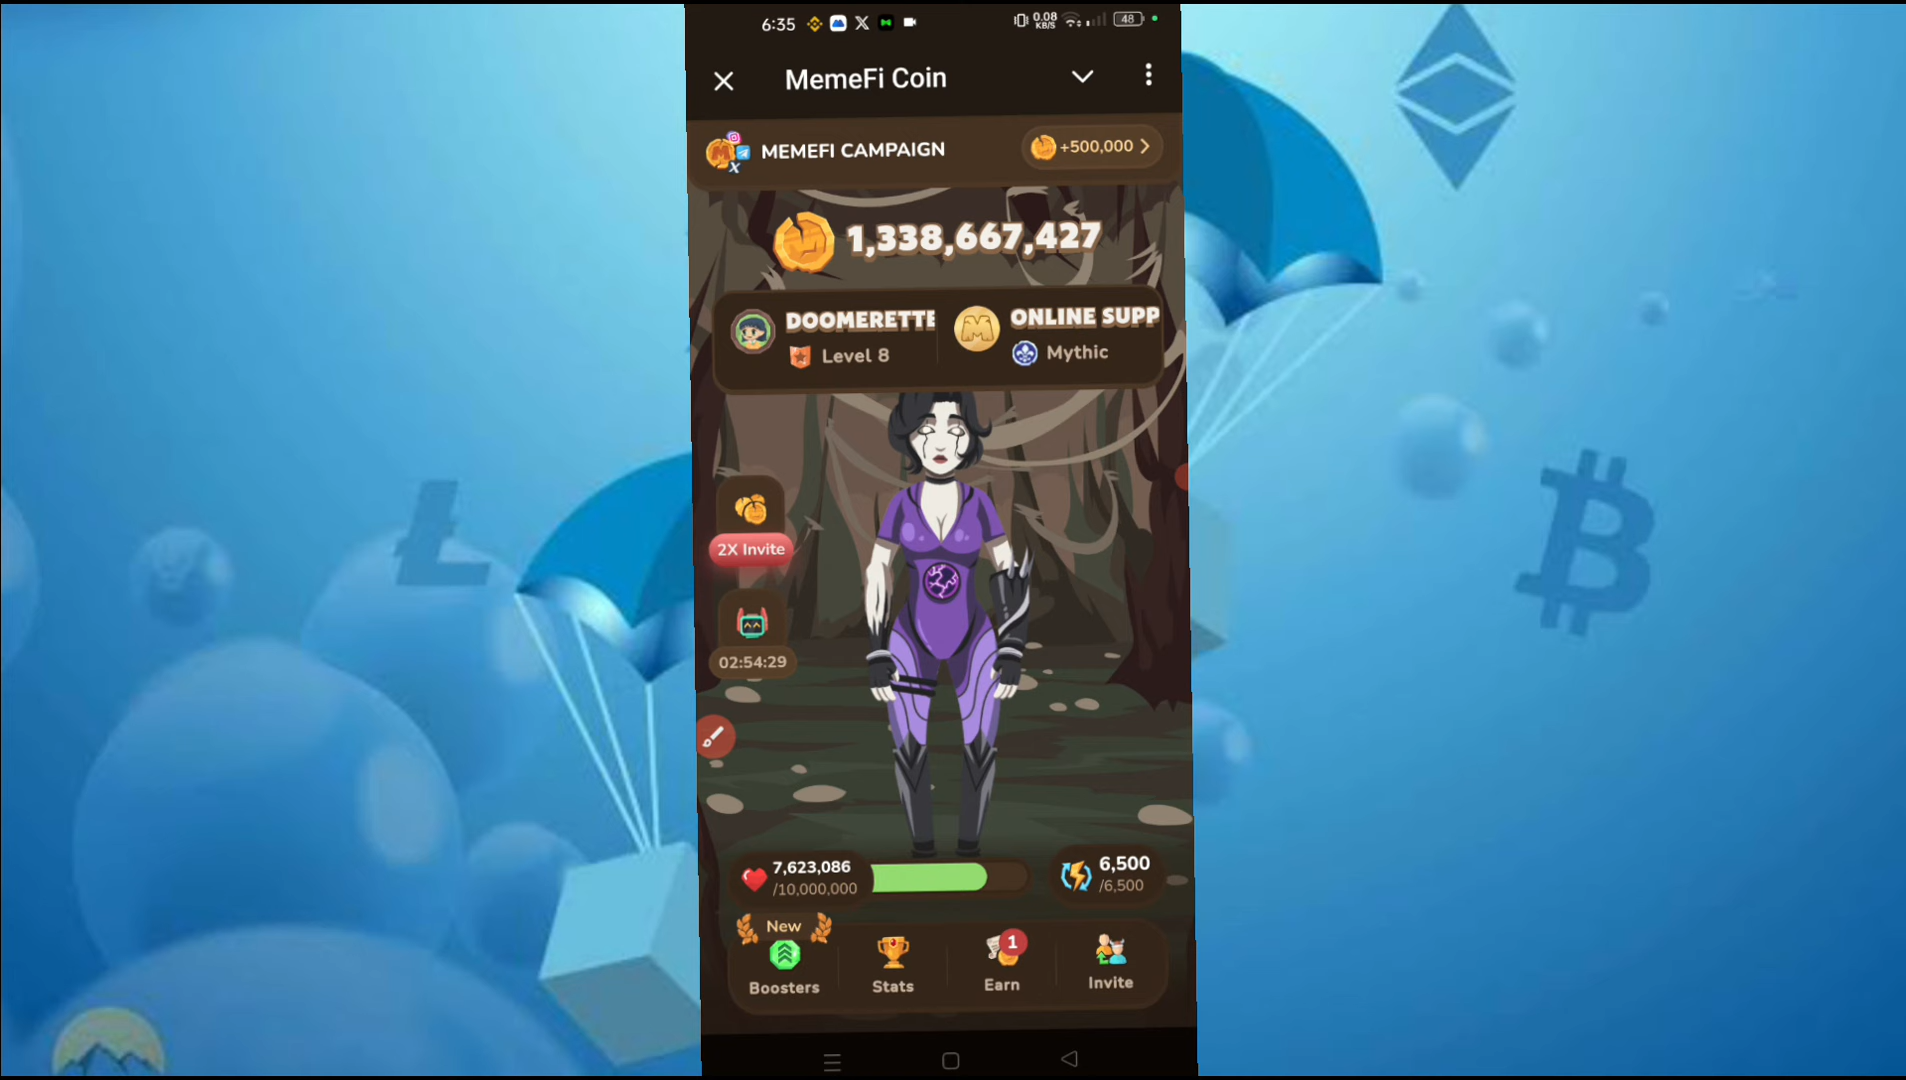 6:35
0.08
KB/S
48
MemeFi Coin
MEMEFI CAMPAIGN
+500,000
1,338,667,427
DOOMERETTE
Level 8
ONLINE SUPP
Mythic
2X Invite
02:54:29
7,623,086
/10,000,000
6,500
/6,500
New
Boosters
Stats
1
Earn
Invite